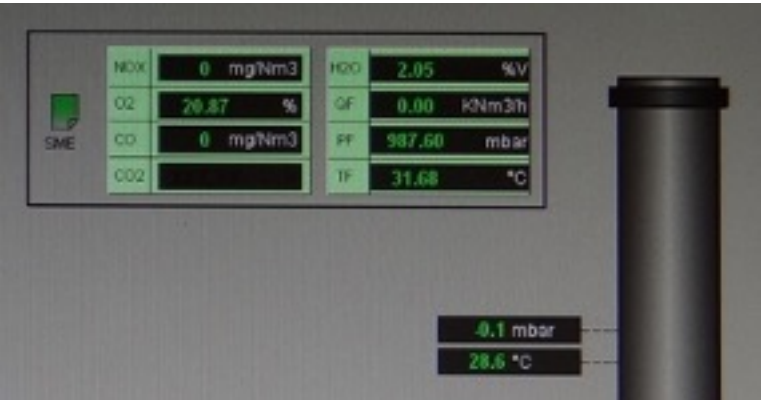 NOX 0 mg/Nm3 H2O 2.05 %V
O2 20.87 % QF 0.00 KNm3/h
SME CO 0 mg/Nm3 PF 987.60 mbar
CO2 TF 31.68 °C
-0.1 mbar
28.6 °C